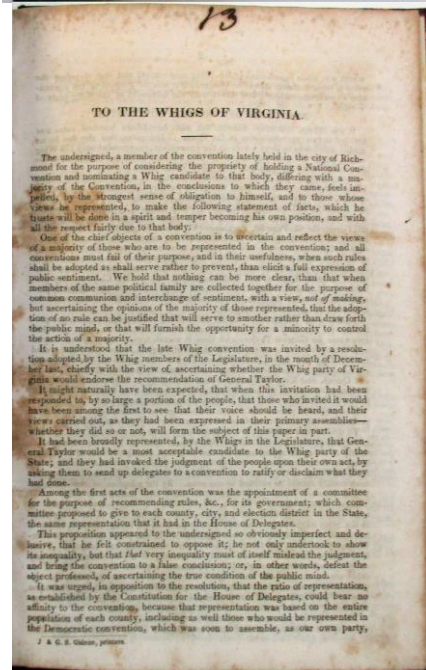 13
TO THE WHIGS OF VIRGINIA.
The undersigned, a member of the convention lately held in the city of Rich-
mond for the purpose of considering the propriety of holding a National Con-
vention and nominating a Whig candidate to that body, differing with a ma-
jority of the Convention, in the conclusions to which they came, feels im-
pelled, by the strongest sense of obligation to himself, and to those whose
views he represented, to make the following statement of facts, which he
trusts will be done in a spirit and temper becoming his own position, and with
all the respect fairly due to that body.
One of the chief objects of a convention is to ascertain and reflect the views
of a majority of those who are to be represented in the convention; and all
conventions must fail of their purpose, and in their usefulness, when such rules
shall be adopted as shall serve rather to prevent, than elicit a full expression of
public sentiment. We hold that nothing can be more clear, than that when
members of the same political family are collected together for the purpose of
common communion and interchange of sentiment, with a view, not of making,
but ascertaining the opinions of the majority of those represented, that the adop-
tion of no rule can be justified that will serve to smother rather than draw forth
the public mind, or that will furnish the opportunity for a minority to control
the action of a majority.
It is understood that the late Whig convention was invited by a resolu-
tion adopted by the Whig members of the Legislature, in the month of Decem-
ber last, chiefly with the view of ascertaining whether the Whig party of Vir-
ginia would endorse the recommendation of General Taylor.
It might naturally have been expected, that when this invitation had been
responded to, by so large a portion of the people, that those who invited it would
have been among the first to see that their voice should be heard, and their
views carried out, as they had been expressed in their primary assemblies—
whether they did so or not, will form the subject of this paper in part.
It had been broadly represented, by the Whigs in the Legislature, that Gen-
eral Taylor would be a most acceptable candidate to the Whig party of the
State; and they had invoked the judgment of the people upon their own act, by
asking them to send up delegates to a convention to ratify or disclaim what they
had done.
Among the first acts of the convention was the appointment of a committee
for the purpose of recommending rules, &c., for its government; which com-
mittee proposed to give to each county, city, and election district in the State,
the same representation that it had in the House of Delegates.
This proposition appeared to the undersigned so obviously imperfect and de-
lusive, that he felt constrained to oppose it; he not only undertook to show
its inequality, but that that very inequality must of itself mislead the judgment,
and bring the convention to a false conclusion; or, in other words, defeat the
object professed, of ascertaining the true condition of the public mind.
It was urged, in opposition to the resolution, that the ratio of representation,
as established by the Constitution for the House of Delegates, could bear no
affinity to the convention, because that representation was based on the entire
population of each county, including as well those who would be represented in
the Democratic convention, which was soon to assemble, as our own party,
J & G. S. Gideon, printers.